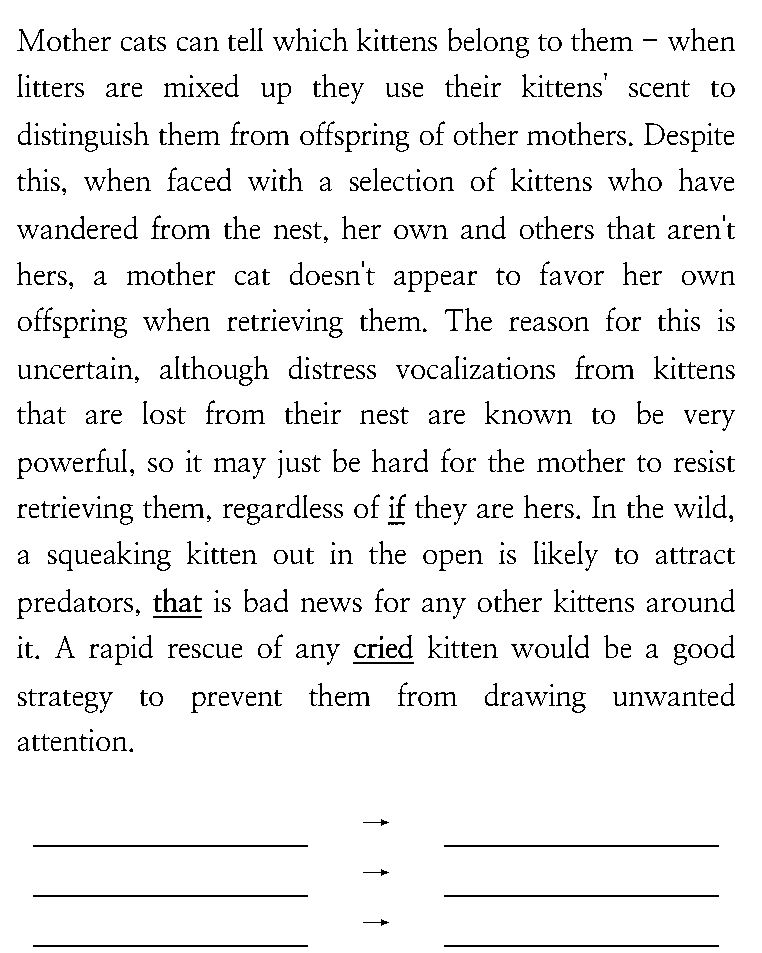 Mother cats can tell which kittens belong to them – when
litters are mixed up they use their kittens' scent to
distinguish them from offspring of other mothers. Despite
this, when faced with a selection of kittens who have
wandered from the nest, her own and others that aren't
hers, a mother cat doesn't appear to favor her own
offspring when retrieving them. The reason for this is
uncertain, although distress vocalizations from kittens
that are lost from their nest are known to be very
powerful, so it may just be hard for the mother to resist
retrieving them, regardless of if they are hers. In the wild,
a squeaking kitten out in the open is likely to attract
predators, that is bad news for any other kittens around
it. A rapid rescue of any cried kitten would be a good
strategy to prevent them from drawing unwanted
attention.
→
→
→